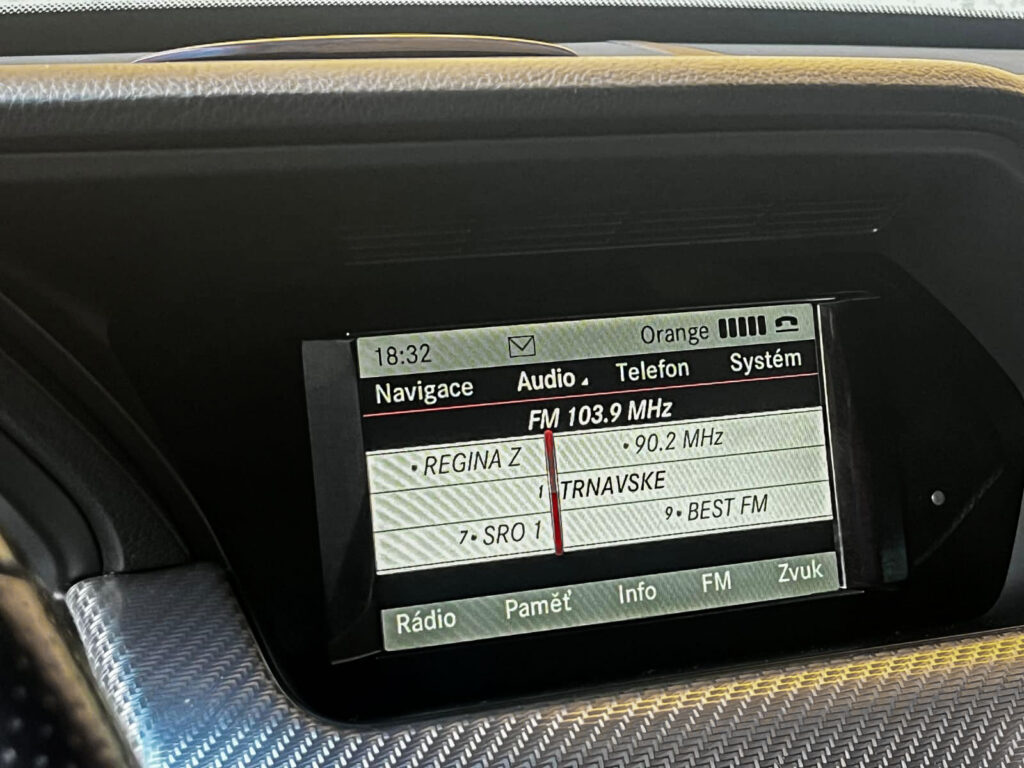 18:32 Orange
Navigace Audio Telefon Systém
FM 103.9 MHz
• REGINA Z • 90.2 MHz
1 TRNAVSKE
7• SRO 1 9• BEST FM
Rádio Paměť Info FM Zvuk